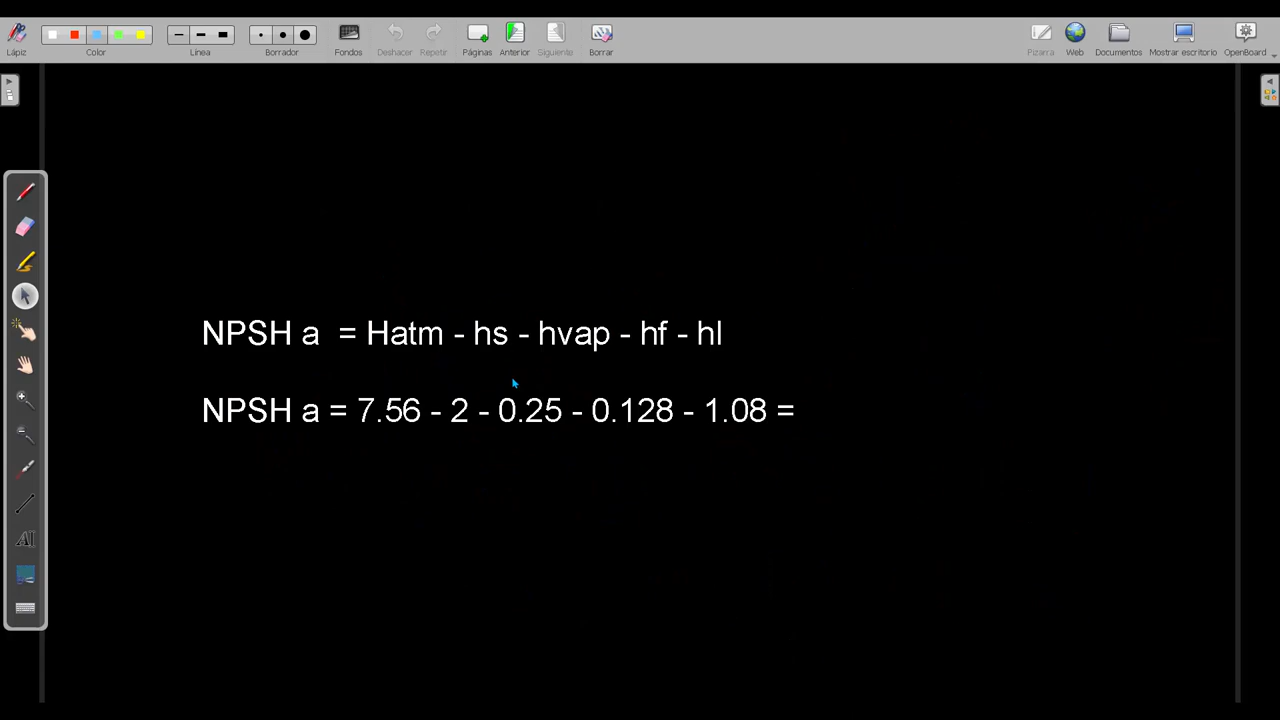 Lápiz Color Línea Borrador Fondos Deshacer Repetir Páginas Anterior Siguiente Borrar Pizarra Web Documentos Mostrar escritorio OpenBoard
NPSH a = Hatm - hs - hvap - hf - hl
NPSH a = 7.56 - 2 - 0.25 - 0.128 - 1.08 =
AI